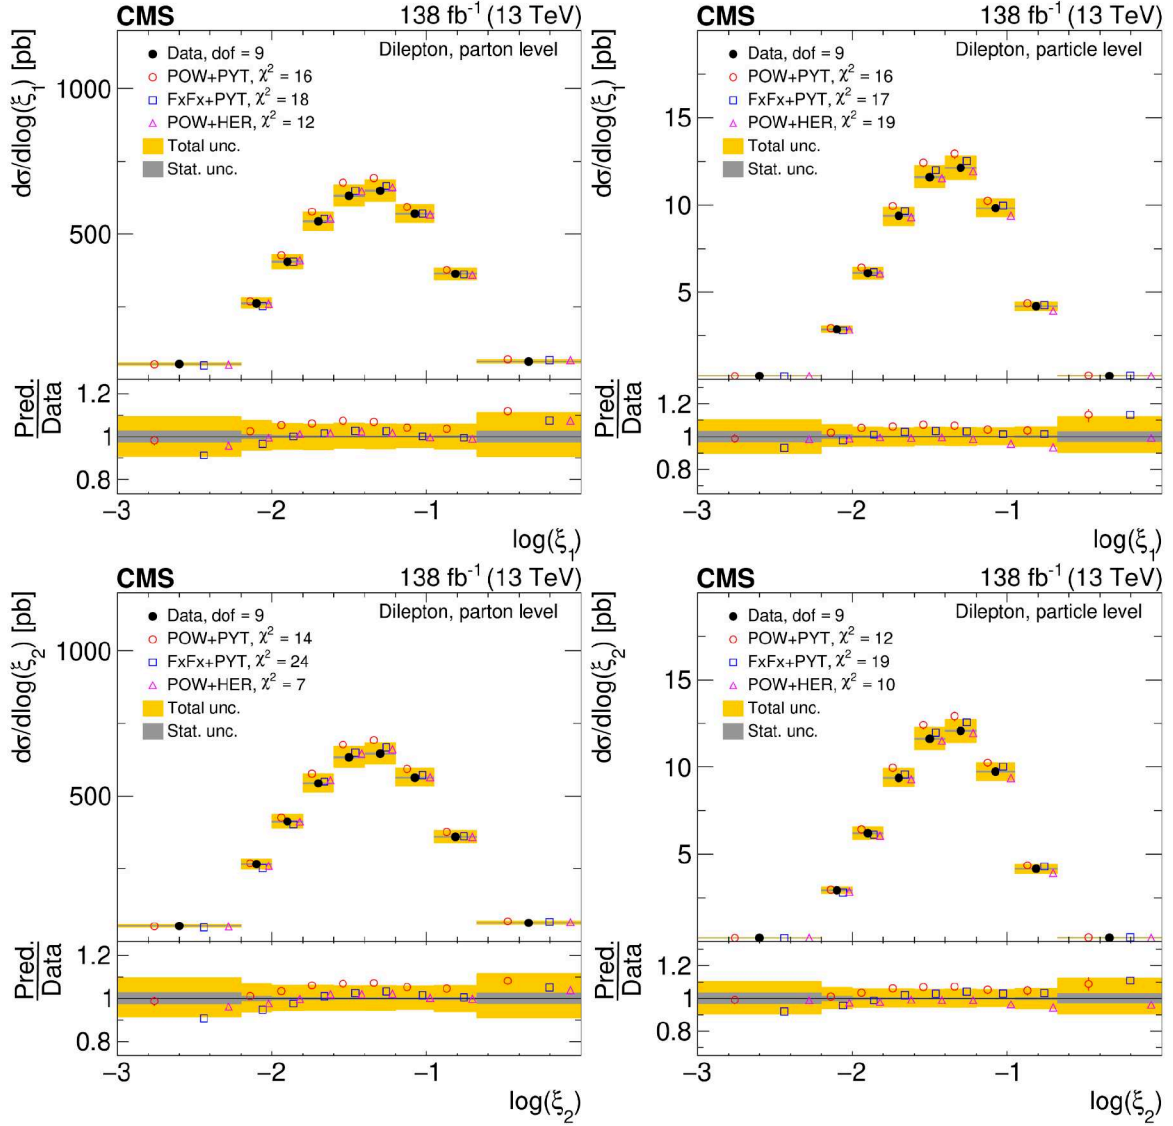 CMS 138 fb⁻¹ (13 TeV)
dσ/dlog(ξ₁) [pb]
Dilepton, parton level
Data, dof = 9
POW+PYT, χ² = 16
FxFx+PYT, χ² = 18
POW+HER, χ² = 12
Total unc.
Stat. unc.
1000
500
Pred.
Data
1.2
1
0.8
−3 −2 −1
log(ξ₁)
CMS 138 fb⁻¹ (13 TeV)
dσ/dlog(ξ₁) [pb]
Dilepton, particle level
Data, dof = 9
POW+PYT, χ² = 16
FxFx+PYT, χ² = 17
POW+HER, χ² = 19
Total unc.
Stat. unc.
15
10
5
Pred.
Data
1.2
1
0.8
−3 −2 −1
log(ξ₁)
CMS 138 fb⁻¹ (13 TeV)
dσ/dlog(ξ₂) [pb]
Dilepton, parton level
Data, dof = 9
POW+PYT, χ² = 14
FxFx+PYT, χ² = 24
POW+HER, χ² = 7
Total unc.
Stat. unc.
1000
500
Pred.
Data
1.2
1
0.8
−3 −2 −1
log(ξ₂)
CMS 138 fb⁻¹ (13 TeV)
dσ/dlog(ξ₂) [pb]
Dilepton, particle level
Data, dof = 9
POW+PYT, χ² = 12
FxFx+PYT, χ² = 19
POW+HER, χ² = 10
Total unc.
Stat. unc.
15
10
5
Pred.
Data
1.2
1
0.8
−3 −2 −1
log(ξ₂)